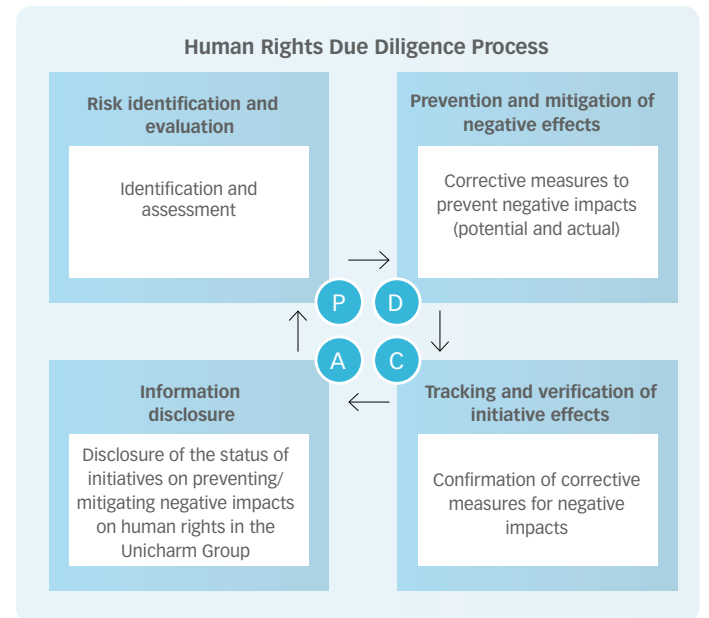 Human Rights Due Diligence Process
Risk identification and
evaluation
Identification and
assessment
Prevention and mitigation of
negative effects
Corrective measures to
prevent negative impacts
(potential and actual)
P
D
A
C
Information
disclosure
Disclosure of the status of
initiatives on preventing/
mitigating negative impacts
on human rights in the
Unicharm Group
Tracking and verification of
initiative effects
Confirmation of corrective
measures for negative
impacts